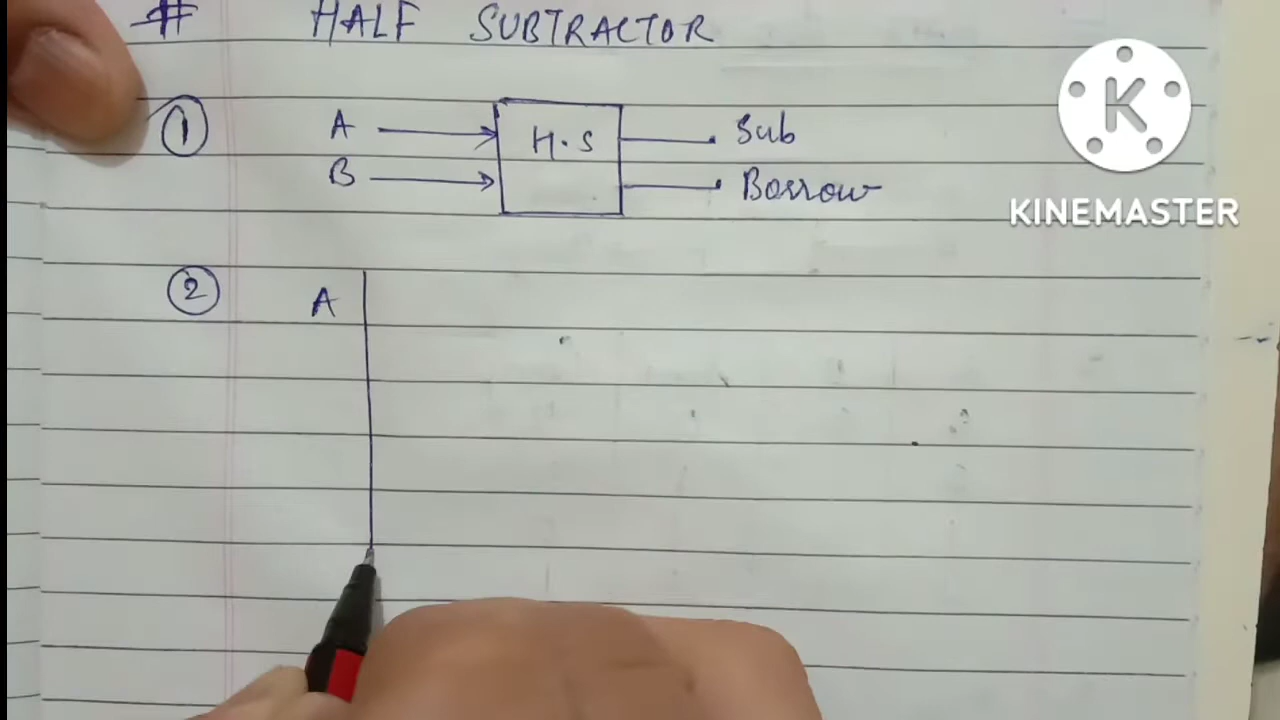 # HALF SUBTRACTOR
1 A H.S Sub
B Borrow
2 A
K
KINEMASTER